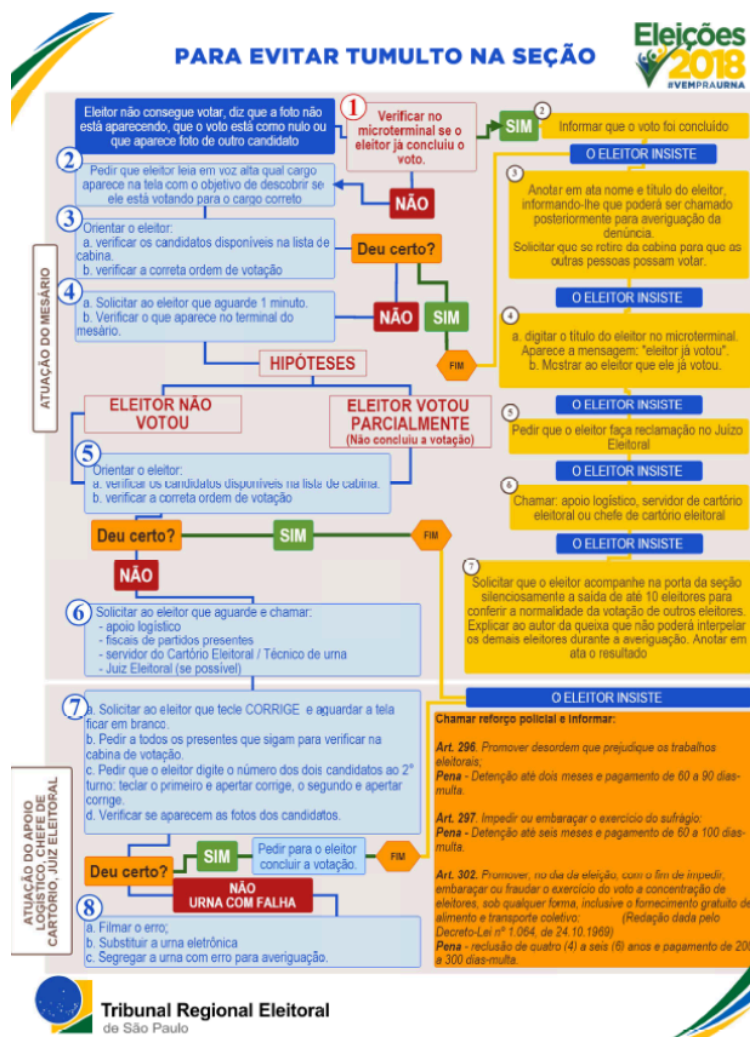 PARA EVITAR TUMULTO NA SEÇÃO
Eleições
2018
#VEMPRAURNA
Eleitor não consegue votar, diz que a foto não
está aparecendo, que o voto está como nulo ou
que aparece foto de outro candidato
1
Verificar no
microterminal se o
eleitor já concluiu o
voto.
SIM
NÃO
2
Pedir que eleitor leia em voz alta qual cargo
aparece na tela com o objetivo de descobrir se
ele está votando para o cargo correto
3
Orientar o eleitor:
a. verificar os candidatos disponíveis na lista de
cabina.
b. verificar a correta ordem de votação
Deu certo?
NÃO
SIM
FIM
4
a. Solicitar ao eleitor que aguarde 1 minuto.
b. Verificar o que aparece no terminal do
mesário.
HIPÓTESES
ELEITOR NÃO
VOTOU
ELEITOR VOTOU
PARCIALMENTE
(Não concluiu a votação)
5
Orientar o eleitor:
a. verificar os candidatos disponíveis na lista de cabina.
b. verificar a correta ordem de votação
Deu certo?
SIM
FIM
NÃO
6
Solicitar ao eleitor que aguarde e chamar:
- apoio logístico
- fiscais de partidos presentes
- servidor do Cartório Eleitoral / Técnico de urna
- Juiz Eleitoral (se possível)
ATUAÇÃO DO MESÁRIO
2
Informar que o voto foi concluído
O ELEITOR INSISTE
3
Anotar em ata nome e título do eleitor,
informando-lhe que poderá ser chamado
posteriormente para averiguação da
denúncia.
Solicitar que se retire da cabina para que as
outras pessoas possam votar.
O ELEITOR INSISTE
4
a. digitar o título do eleitor no microterminal.
Aparece a mensagem: "eleitor já votou".
b. Mostrar ao eleitor que ele já votou.
O ELEITOR INSISTE
5
Pedir que o eleitor faça reclamação no Juízo
Eleitoral
O ELEITOR INSISTE
6
Chamar: apoio logístico, servidor de cartório
eleitoral ou chefe de cartório eleitoral
O ELEITOR INSISTE
7
Solicitar que o eleitor acompanhe na porta da seção
silenciosamente a saída de até 10 eleitores para
conferir a normalidade da votação de outros eleitores.
Explicar ao autor da queixa que não poderá interpelar
os demais eleitores durante a averiguação. Anotar em
ata o resultado
7
a. Solicitar ao eleitor que tecle CORRIGE e aguardar a tela
ficar em branco.
b. Pedir a todos os presentes que sigam para verificar na
cabina de votação.
c. Pedir que o eleitor digite o número dos dois candidatos ao 2°
turno: teclar o primeiro e apertar corrige, o segundo e apertar
corrige.
d. Verificar se aparecem as fotos dos candidatos.
Deu certo?
SIM
Pedir para o eleitor
concluir a votação.
FIM
NÃO
URNA COM FALHA
8
a. Filmar o erro;
b. Substituir a urna eletrônica
c. Segregar a urna com erro para averiguação.
ATUAÇÃO DO APOIO
LOGÍSTICO, CHEFE DE
CARTÓRIO, JUIZ ELEITORAL
O ELEITOR INSISTE
Chamar reforço policial e informar:
Art. 296. Promover desordem que prejudique os trabalhos
eleitorais;
Pena - Detenção até dois meses e pagamento de 60 a 90 dias-
multa.
Art. 297. Impedir ou embaraçar o exercício do sufrágio:
Pena - Detenção até seis meses e pagamento de 60 a 100 dias-
multa.
Art. 302. Promover, no dia da eleição, com o fim de impedir,
embaraçar ou fraudar o exercício do voto a concentração de
eleitores, sob qualquer forma, inclusive o fornecimento gratuito de
alimento e transporte coletivo: (Redação dada pelo
Decreto-Lei nº 1.064, de 24.10.1969)
Pena - reclusão de quatro (4) a seis (6) anos e pagamento de 200
a 300 dias-multa.
Tribunal Regional Eleitoral
de São Paulo